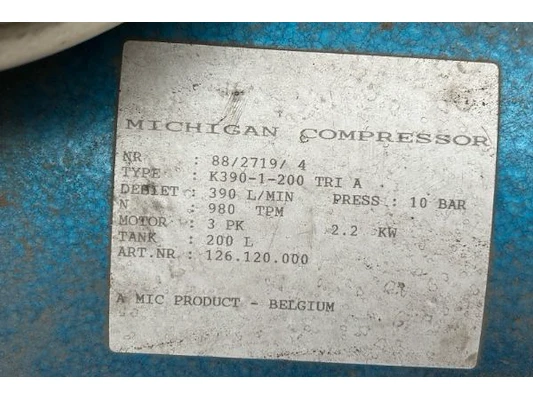 MICHIGAN COMPRESSOR
NR : 88/2719/ 4
TYPE : K390-1-200 TRI A
DEBIET : 390 L/MIN PRESS : 10 BAR
N : 980 TPM
MOTOR : 3 PK 2.2 KW
TANK : 200 L
ART.NR : 126.120.000
A MIC PRODUCT - BELGIUM